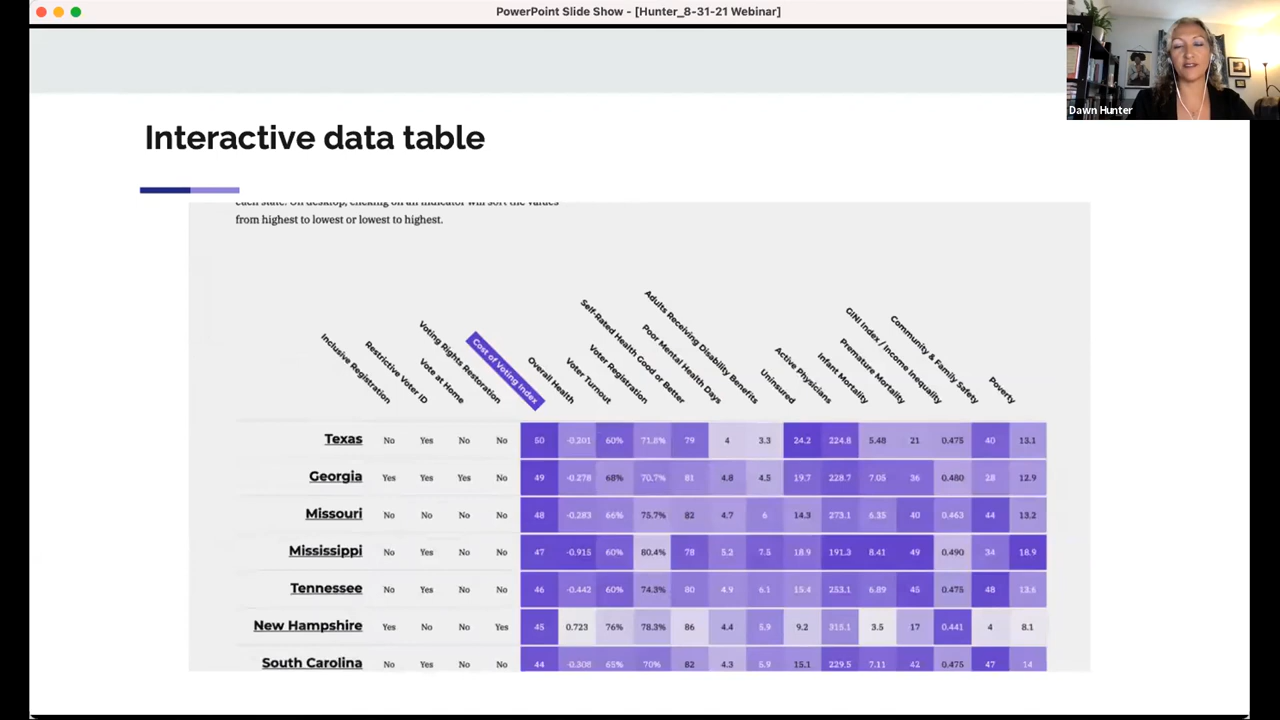 PowerPoint Slide Show - [Hunter_8-31-21 Webinar]
Dawn Hunter
Interactive data table
each state. On desktop, clicking on an indicator will sort the values
from highest to lowest or lowest to highest.
Inclusive Registration
Restrictive Voter ID
Vote at Home
Voting Rights Restoration
Cost of Voting Index
Overall Health
Voter Turnout
Voter Registration
Self-Rated Health Good or Better
Poor Mental Health Days
Adults Receiving Disability Benefits
Uninsured
Active Physicians
Infant Mortality
Premature Mortality
GINI Index / Income Inequality
Community & Family Safety
Poverty
Texas No Yes No No 50 -0.201 60% 71.8% 79 4 3.3 24.2 224.8 5.48 21 0.475 40 13.1
Georgia Yes Yes Yes No 49 -0.278 68% 70.7% 81 4.8 4.5 19.7 228.7 7.05 36 0.480 28 12.9
Missouri No No No No 48 -0.283 66% 75.7% 82 4.7 6 14.3 273.1 6.35 40 0.463 44 13.2
Mississippi No Yes No No 47 -0.915 60% 80.4% 78 5.2 7.5 18.9 191.3 8.41 49 0.490 34 18.9
Tennessee No Yes No No 46 -0.442 60% 74.3% 80 4.9 6.1 15.4 253.1 6.89 45 0.475 48 13.6
New Hampshire Yes No No Yes 45 0.723 76% 78.3% 86 4.4 5.9 9.2 315.1 3.5 17 0.441 4 8.1
South Carolina No Yes No No 44 -0.308 65% 70% 82 4.3 5.9 15.1 229.5 7.11 42 0.475 47 14